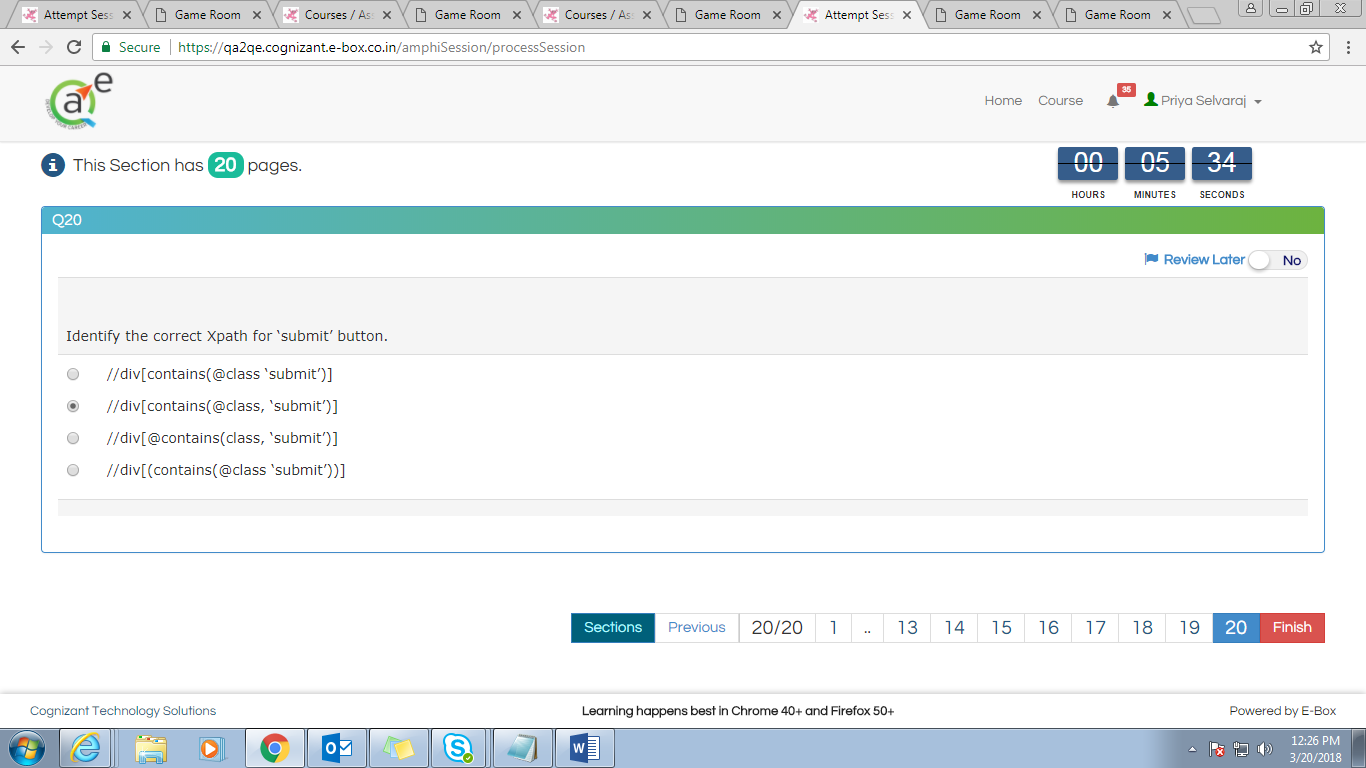 Attempt Sess
Game Room
Courses / As
Game Room
Courses / As
Game Room
Attempt Sess
Game Room
Game Room
Secure
https://qa2qe.cognizant.e-box.co.in/amphiSession/processSession
a e
Home
Course
35
Priya Selvaraj
This Section has 20 pages.
00 05 34
HOURS MINUTES SECONDS
Q20
Review Later No
Identify the correct Xpath for ‘submit’ button.
//div[contains(@class ‘submit’)]
//div[contains(@class, ‘submit’)]
//div[@contains(class, ‘submit’)]
//div[(contains(@class ‘submit’))]
Sections Previous 20/20 1 .. 13 14 15 16 17 18 19 20 Finish
Cognizant Technology Solutions
Learning happens best in Chrome 40+ and Firefox 50+
Powered by E-Box
12:26 PM
3/20/2018